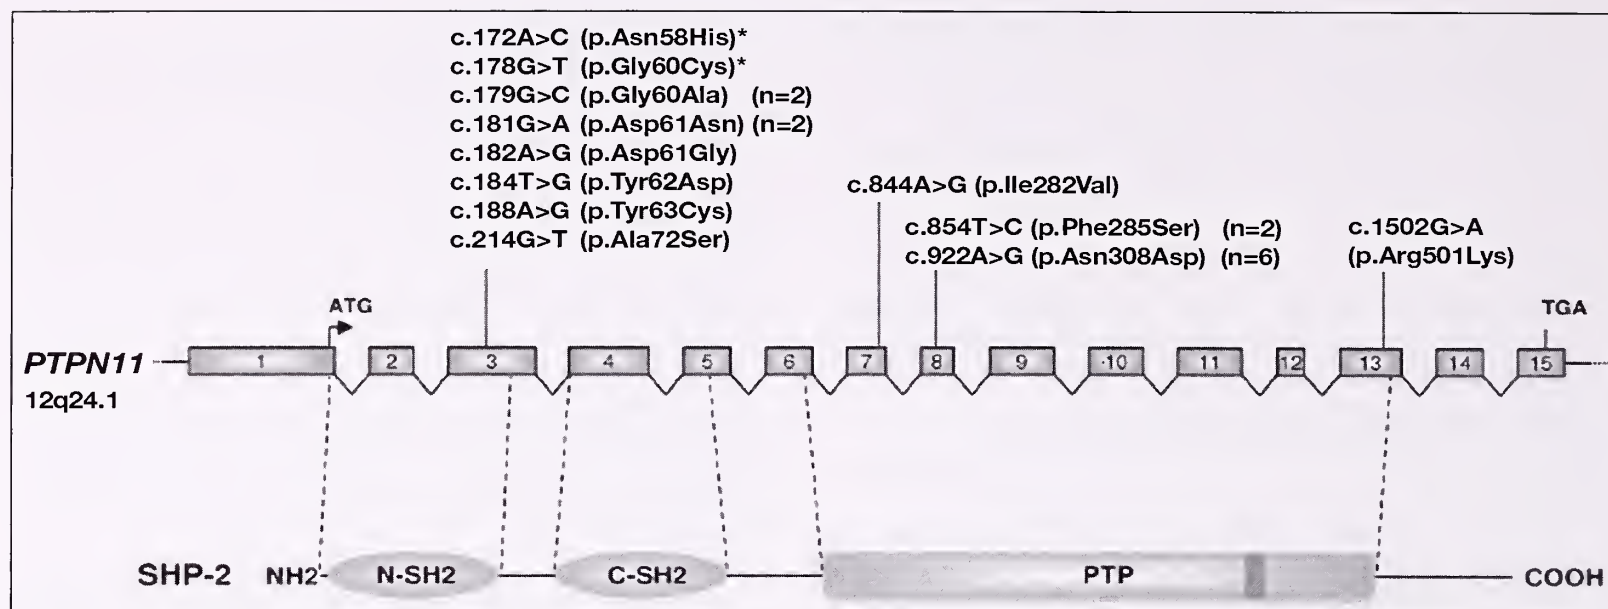 c.172A>C (p.Asn58His)*
c.178G>T (p.Gly60Cys)*
c.179G>C (p.Gly60Ala) (n=2)
c.181G>A (p.Asp61Asn) (n=2)
c.182A>G (p.Asp61Gly)
c.184T>G (p.Tyr62Asp)
c.188A>G (p.Tyr63Cys)
c.214G>T (p.Ala72Ser)
c.844A>G (p.Ile282Val)
c.854T>C (p.Phe285Ser) (n=2)
c.922A>G (p.Asn308Asp) (n=6)
c.1502G>A
(p.Arg501Lys)
ATG
TGA
PTPN11 1 2 3 4 5 6 7 8 9 10 11 12 13 14 15
12q24.1
SHP-2 NH2- N-SH2 C-SH2 PTP COOH